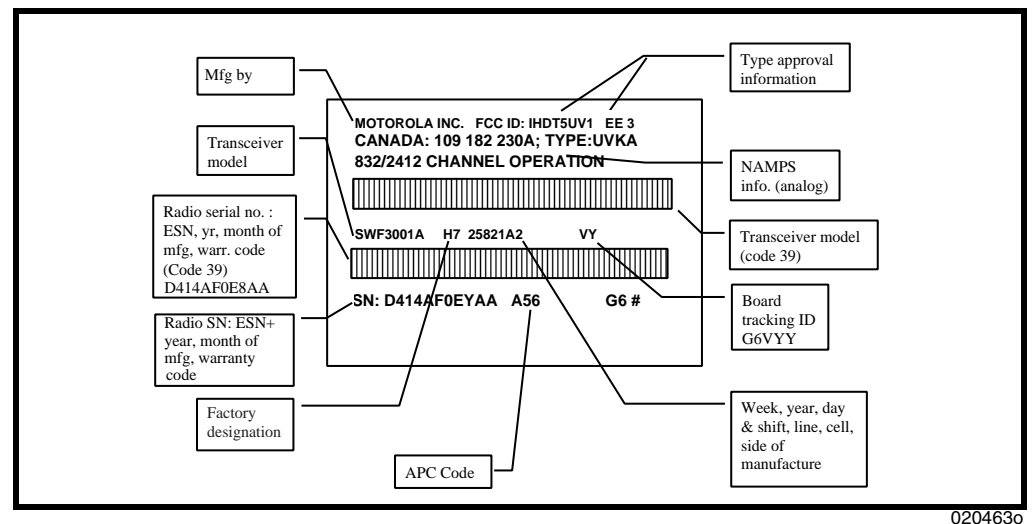 Mfg by
Type approval
information
MOTOROLA INC. FCC ID: IHDT5UV1 EE 3
CANADA: 109 182 230A; TYPE:UVKA
832/2412 CHANNEL OPERATION
Transceiver
model
NAMPS
info. (analog)
Radio serial no. :
ESN, yr, month of
mfg, warr. code
(Code 39)
D414AF0E8AA
SWF3001A H7 25821A2 VY
Transceiver model
(code 39)
SN: D414AF0EYAA A56 G6 #
Board
tracking ID
G6VYY
Radio SN: ESN+
year, month of
mfg, warranty
code
Factory
designation
Week, year, day
& shift, line, cell,
side of
manufacture
APC Code
020463o